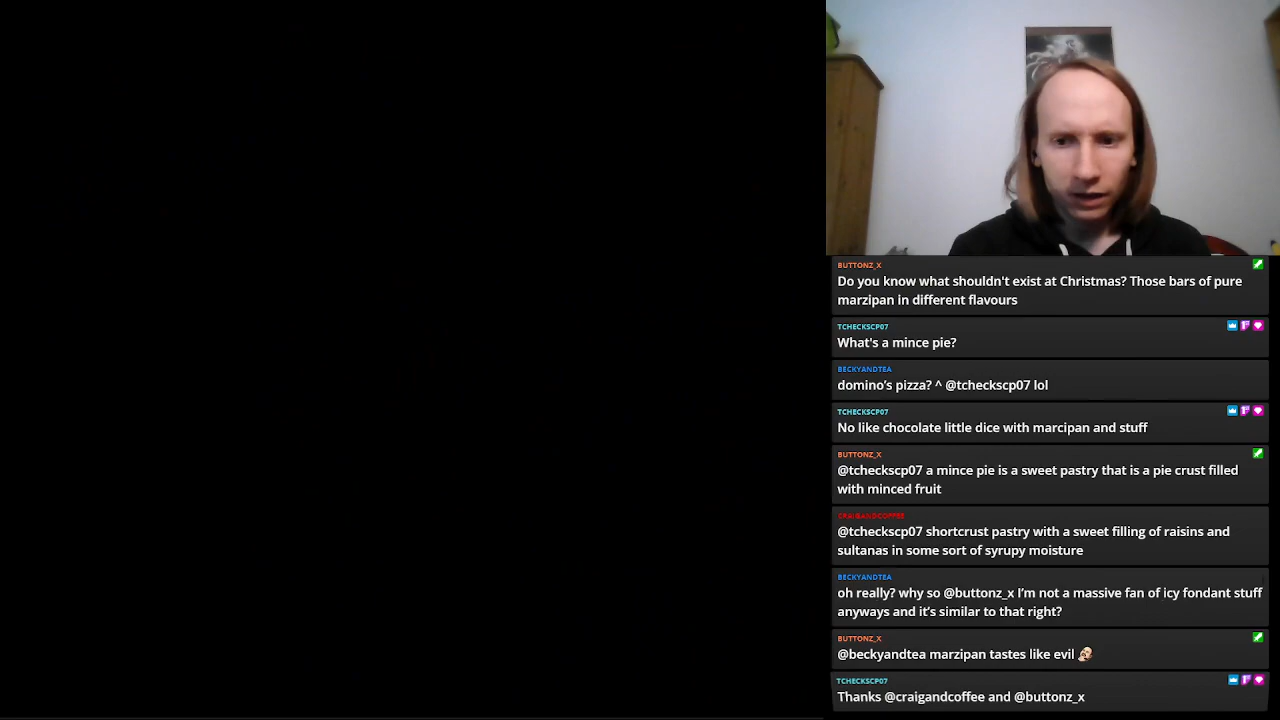 BUTTONZ_X
Do you know what shouldn't exist at Christmas? Those bars of pure
marzipan in different flavours
TCHECKSCP07
What's a mince pie?
BECKYANDTEA
domino's pizza? ^ @tcheckscp07 lol
TCHECKSCP07
No like chocolate little dice with marcipan and stuff
BUTTONZ_X
@tcheckscp07 a mince pie is a sweet pastry that is a pie crust filled
with minced fruit
CRAIGANDCOFFEE
@tcheckscp07 shortcrust pastry with a sweet filling of raisins and
sultanas in some sort of syrupy moisture
BECKYANDTEA
oh really? why so @buttonz_x I’m not a massive fan of icy fondant stuff
anyways and it’s similar to that right?
BUTTONZ_X
@beckyandtea marzipan tastes like evil
TCHECKSCP07
Thanks @craigandcoffee and @buttonz_x